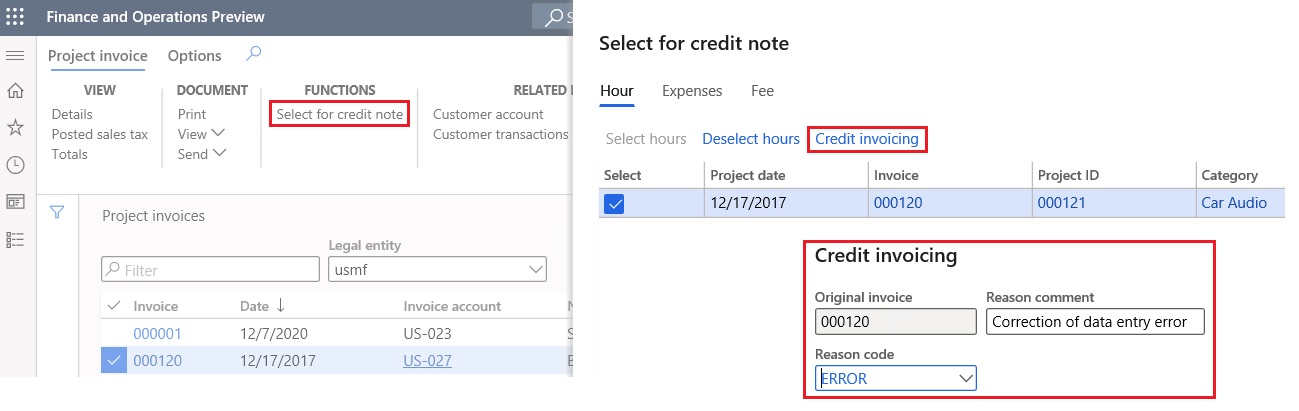 Finance and Operations Preview
S
Project invoice Options
VIEW DOCUMENT FUNCTIONS RELATED I
Details Print Select for credit note Customer account
Posted sales tax View Customer transactions
Totals Send
Project invoices
Legal entity
Filter usmf
Invoice Date Invoice account N
000001 12/7/2020 US-023 S
000120 12/17/2017 US-027 E
Select for credit note
Hour Expenses Fee
Select hours Deselect hours Credit invoicing
Select Project date Invoice Project ID Category
12/17/2017 000120 000121 Car Audio
Credit invoicing
Original invoice Reason comment
000120 Correction of data entry error
Reason code
ERROR